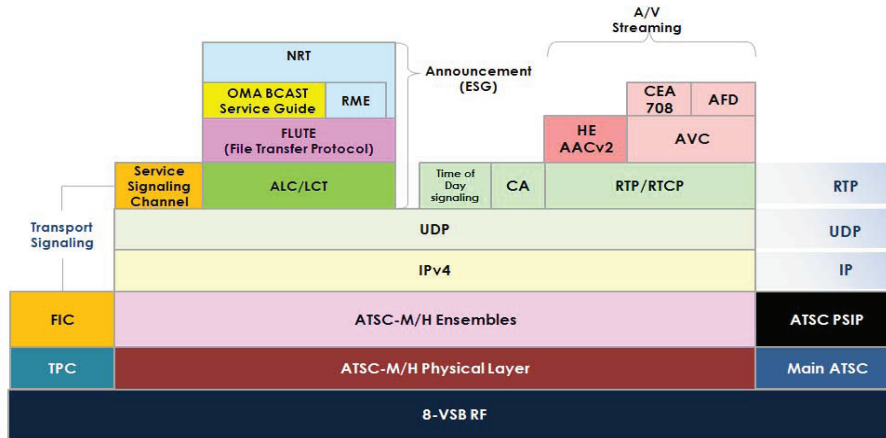 A/V
Streaming
NRT
Announcement
(ESG)
OMA BCAST
Service Guide
RME
CEA
708
AFD
FLUTE
(File Transfer Protocol)
HE
AACv2
AVC
Service
Signaling
Channel
ALC/LCT
Time of
Day
signaling
CA
RTP/RTCP
RTP
Transport
Signaling
UDP
UDP
IPv4
IP
FIC
ATSC-M/H Ensembles
ATSC PSIP
TPC
ATSC-M/H Physical Layer
Main ATSC
8-VSB RF